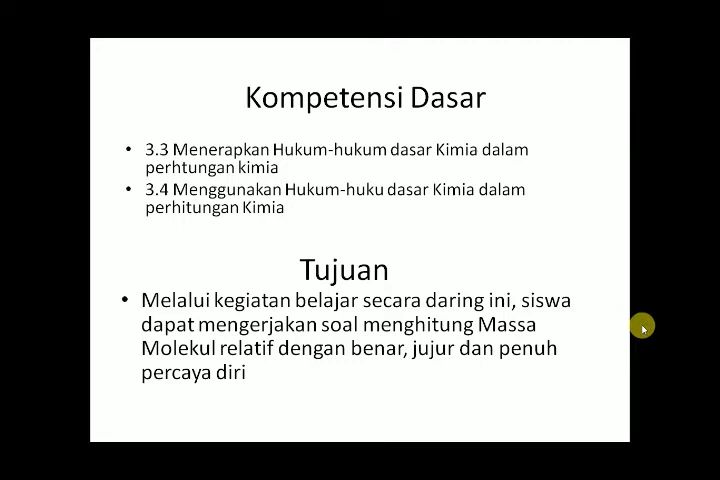 Kompetensi Dasar
• 3.3 Menerapkan Hukum-hukum dasar Kimia dalam
perhtungan kimia
• 3.4 Menggunakan Hukum-huku dasar Kimia dalam
perhitungan Kimia
Tujuan
• Melalui kegiatan belajar secara daring ini, siswa
dapat mengerjakan soal menghitung Massa
Molekul relatif dengan benar, jujur dan penuh
percaya diri